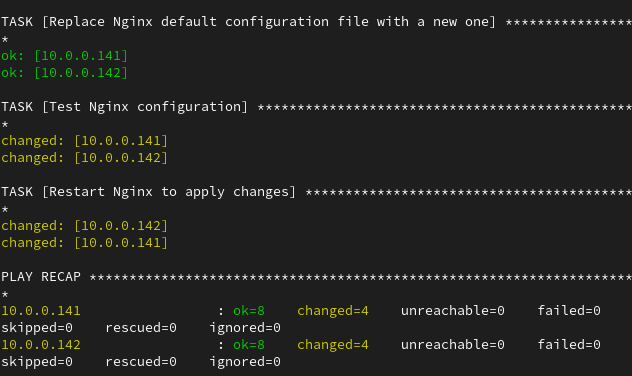 TASK [Replace Nginx default configuration file with a new one] ****************
*
ok: [10.0.0.141]
ok: [10.0.0.142]
TASK [Test Nginx configuration] ***********************************************
*
changed: [10.0.0.141]
changed: [10.0.0.142]
TASK [Restart Nginx to apply changes] *****************************************
*
changed: [10.0.0.142]
changed: [10.0.0.141]
PLAY RECAP ********************************************************************
*
10.0.0.141                 : ok=8    changed=4    unreachable=0    failed=0
skipped=0    rescued=0    ignored=0
10.0.0.142                 : ok=8    changed=4    unreachable=0    failed=0
skipped=0    rescued=0    ignored=0